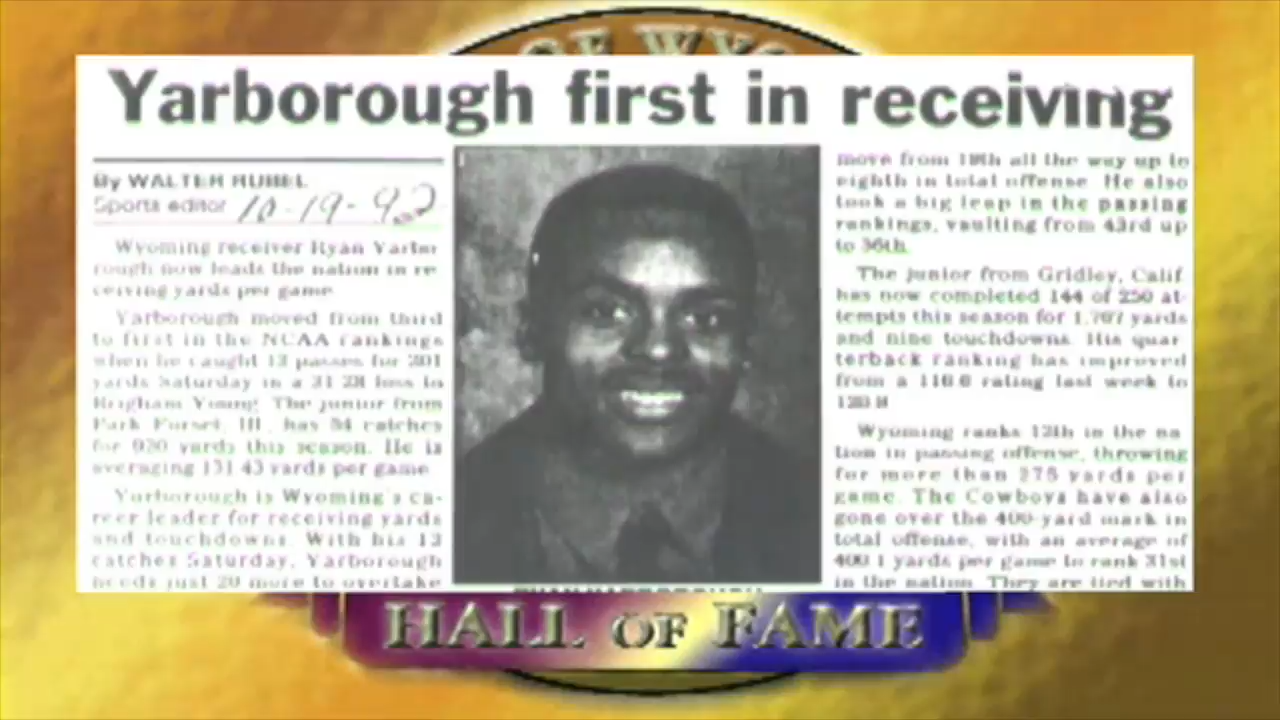 OF WYO
Yarborough first in receiving
By WALTER RUBEL
Sports editor 10-19-92
Wyoming receiver Ryan Yarbo-
rough now leads the nation in re-
ceiving yards per game
Yarborough moved from third
to first in the NCAA rankings
when he caught 12 passes for 201
yards Saturday in a 31-28 loss to
Brigham Young. The junior from
Park Forest, Ill., has 54 catches
for 920 yards this season. He is
averaging 131.43 yards per game
Yarborough is Wyoming's ca-
reer leader for receiving yards
and touchdowns. With his 12
catches Saturday, Yarborough
needs just 20 more to overtake
move from 19th all the way up to
eighth in total offense. He also
took a big leap in the passing
rankings, vaulting from 43rd up
to 36th.
The junior from Gridley, Calif.
has now completed 144 of 250 at-
tempts this season for 1,767 yards
and nine touchdowns. His quar-
terback ranking has improved
from a 116.6 rating last week to
Wyoming ranks 12th in the na-
tion in passing offense, throwing
for more than 275 yards per
game. The Cowboys have also
gone over the 400-yard mark in
total offense, with an average of
400.1 yards per game to rank 31st
in the nation. They are tied with
HALL OF FAME